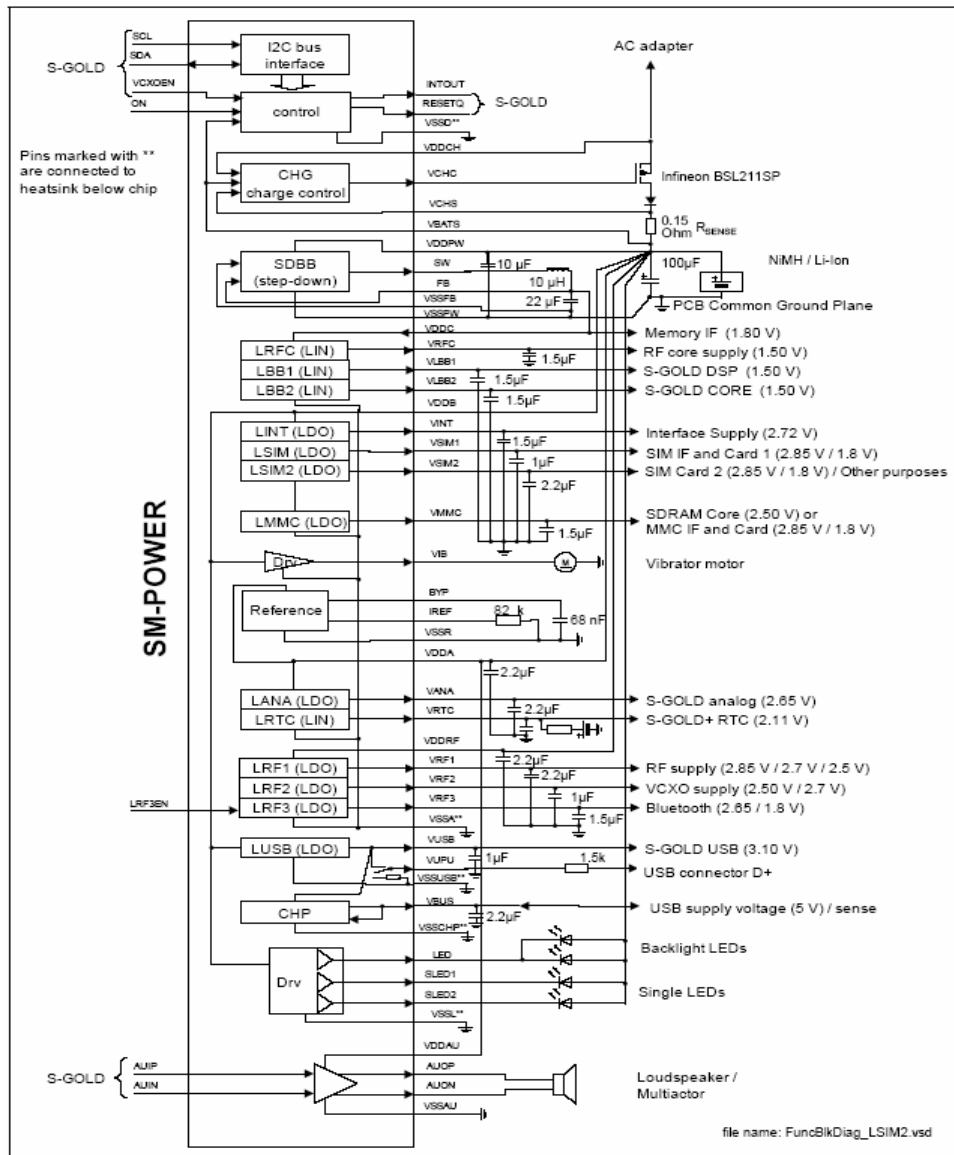 SCL
SDA
S-GOLD
VCXOEN
ON
I2C bus
interface
control
INTOUT
RESETQ
S-GOLD
VSSD**
AC adapter
Pins marked with **
are connected to
heatsink below chip
VDDCH
CHG
charge control
VCHC
Infineon BSL211SP
VCHS
VBATS
0.15
Ohm RSENSE
VDDPW
SDBB
(step-down)
SW
10 µF
FB
10 µH
VSSFB
22 µF
VSSPW
100µF
NiMH / Li-Ion
PCB Common Ground Plane
VDDC
Memory IF (1.80 V)
LRFC (LIN)
VRFC
1.5µF
RF core supply (1.50 V)
LBB1 (LIN)
VLBB1
1.5µF
S-GOLD DSP (1.50 V)
LBB2 (LIN)
VLBB2
1.5µF
S-GOLD CORE (1.50 V)
VDDB
LINT (LDO)
VINT
1.5µF
Interface Supply (2.72 V)
LSIM (LDO)
VSIM1
1µF
SIM IF and Card 1 (2.85 V / 1.8 V)
LSIM2 (LDO)
VSIM2
2.2µF
SIM Card 2 (2.85 V / 1.8 V) / Other purposes
LMMC (LDO)
VMMC
1.5µF
SDRAM Core (2.50 V) or
MMC IF and Card (2.85 V / 1.8 V)
SM-POWER
Drv
VIB
M
Vibrator motor
Reference
BYP
IREF
82 k
68 nF
VSSR
VDDA
2.2µF
LANA (LDO)
VANA
2.2µF
S-GOLD analog (2.65 V)
LRTC (LIN)
VRTC
S-GOLD+ RTC (2.11 V)
VDDRF
2.2µF
LRF1 (LDO)
VRF1
2.2µF
RF supply (2.85 V / 2.7 V / 2.5 V)
LRF2 (LDO)
VRF2
1µF
VCXO supply (2.50 V / 2.7 V)
LRF3EN
LRF3 (LDO)
VRF3
1.5µF
Bluetooth (2.65 / 1.8 V)
VSSA**
LUSB (LDO)
VUSB
1µF
S-GOLD USB (3.10 V)
VUPU
1.5k
USB connector D+
VSSUSB**
CHP
VBUS
2.2µF
USB supply voltage (5 V) / sense
VSSCHP**
Drv
LED
Backlight LEDs
SLED1
SLED2
Single LEDs
VSSL**
VDDAU
S-GOLD
AUIP
AUIN
AUOP
AUON
VSSAU
Loudspeaker /
Multiactor
file name: FuncBlkDiag_LSIM2.vsd